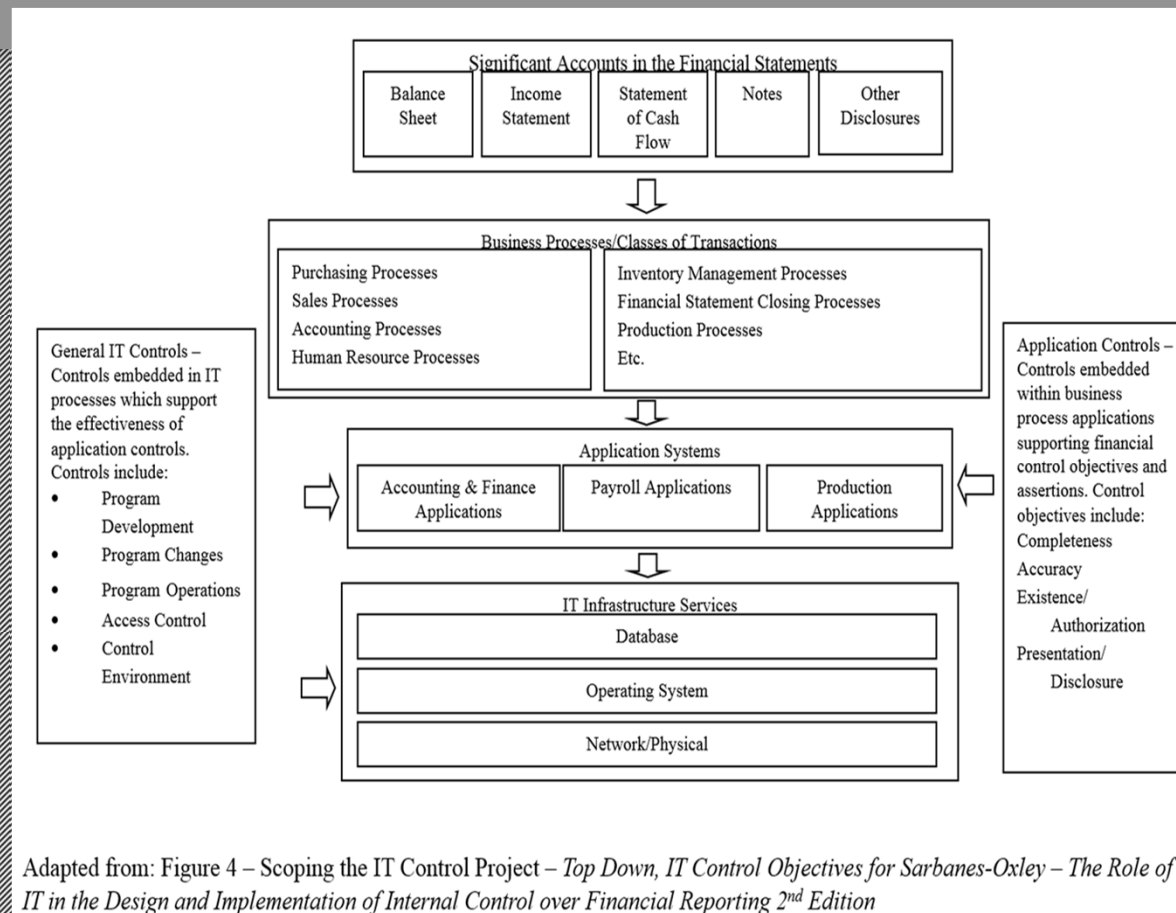 Significant Accounts in the Financial Statements
Balance
Sheet
Income
Statement
Statement
of Cash
Flow
Notes
Other
Disclosures
Business Processes/Classes of Transactions
Purchasing Processes
Sales Processes
Accounting Processes
Human Resource Processes
Inventory Management Processes
Financial Statement Closing Processes
Production Processes
Etc.
General IT Controls –
Controls embedded in IT
processes which support
the effectiveness of
application controls.
Controls include:
• Program
Development
• Program Changes
• Program Operations
• Access Control
• Control
Environment
Application Systems
Accounting & Finance
Applications
Payroll Applications
Production
Applications
IT Infrastructure Services
Database
Operating System
Network/Physical
Application Controls –
Controls embedded
within business
process applications
supporting financial
control objectives and
assertions. Control
objectives include:
Completeness
Accuracy
Existence/
Authorization
Presentation/
Disclosure
Adapted from: Figure 4 – Scoping the IT Control Project – Top Down, IT Control Objectives for Sarbanes-Oxley – The Role of
IT in the Design and Implementation of Internal Control over Financial Reporting 2nd Edition